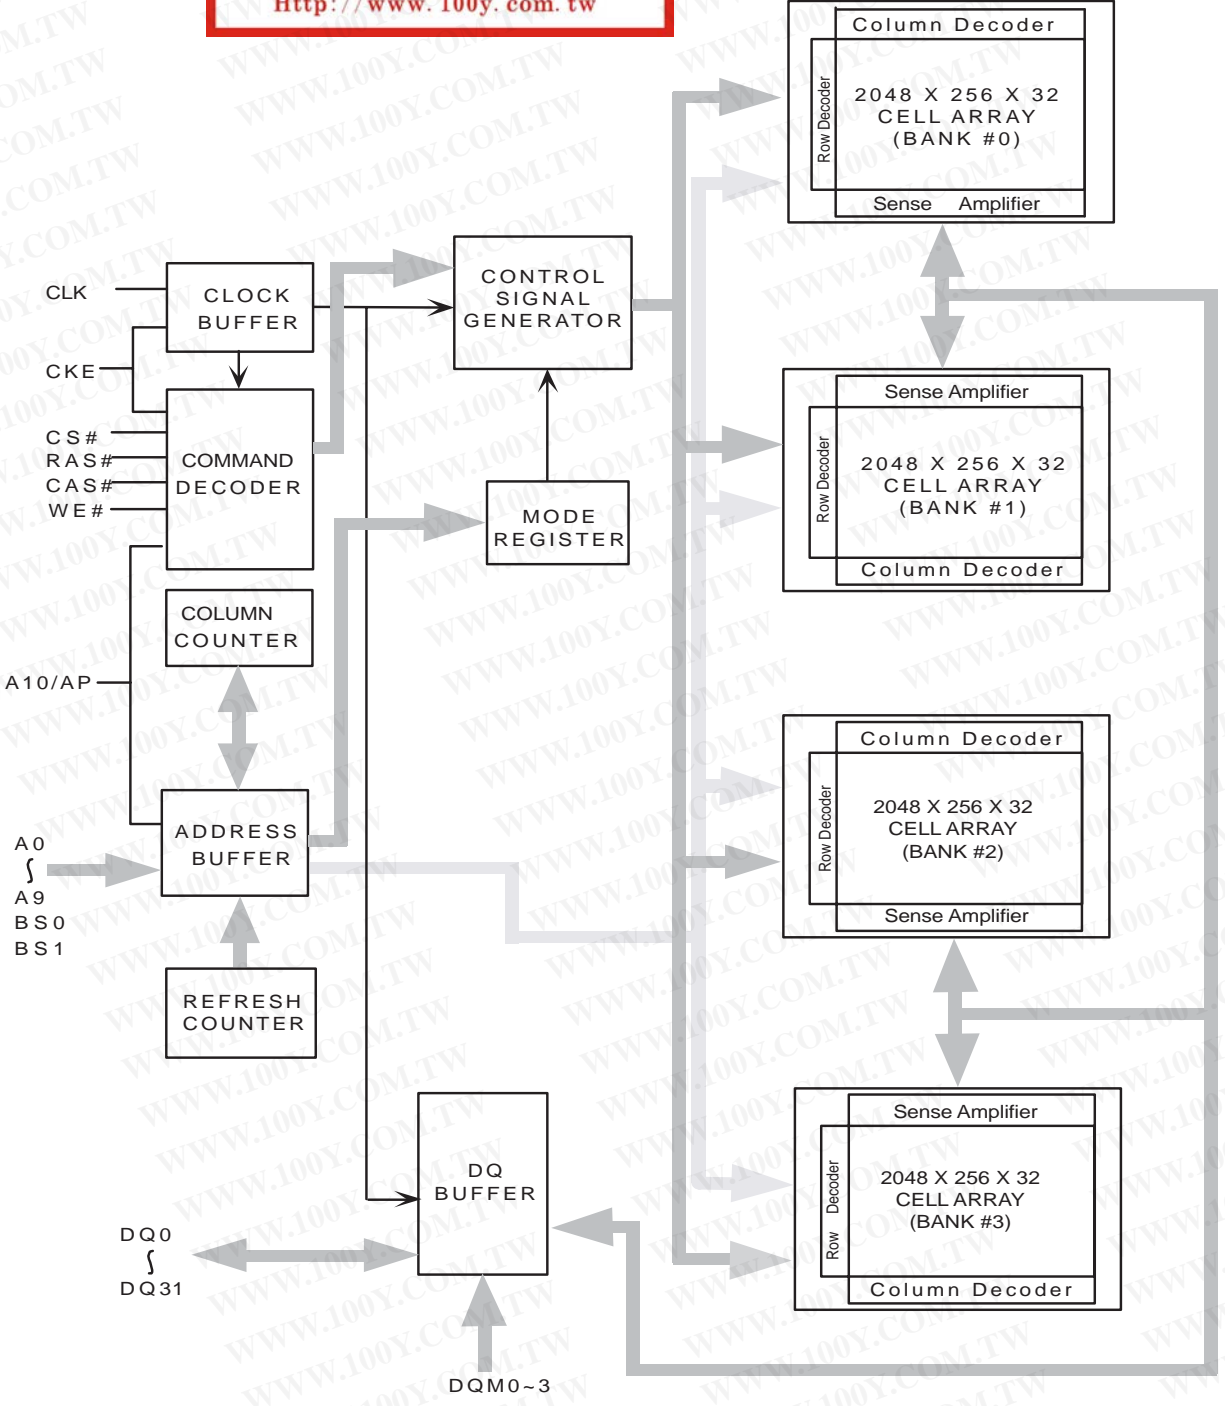 Http://www.100y.com.tw
Column Decoder
Row Decoder
2048 X 256 X 32
CELL ARRAY
(BANK #0)
Sense Amplifier
CLK
CLOCK
BUFFER
CONTROL
SIGNAL
GENERATOR
CKE
CS#
RAS#
CAS#
WE#
COMMAND
DECODER
Sense Amplifier
Row Decoder
2048 X 256 X 32
CELL ARRAY
(BANK #1)
Column Decoder
MODE
REGISTER
COLUMN
COUNTER
A10/AP
Column Decoder
Row Decoder
2048 X 256 X 32
CELL ARRAY
(BANK #2)
Sense Amplifier
ADDRESS
BUFFER
A0
∫
A9
BS0
BS1
REFRESH
COUNTER
Sense Amplifier
Row Decoder
2048 X 256 X 32
CELL ARRAY
(BANK #3)
Column Decoder
DQ
BUFFER
DQ0
∫
DQ31
DQM0~3
WWW.100Y.COM.TW